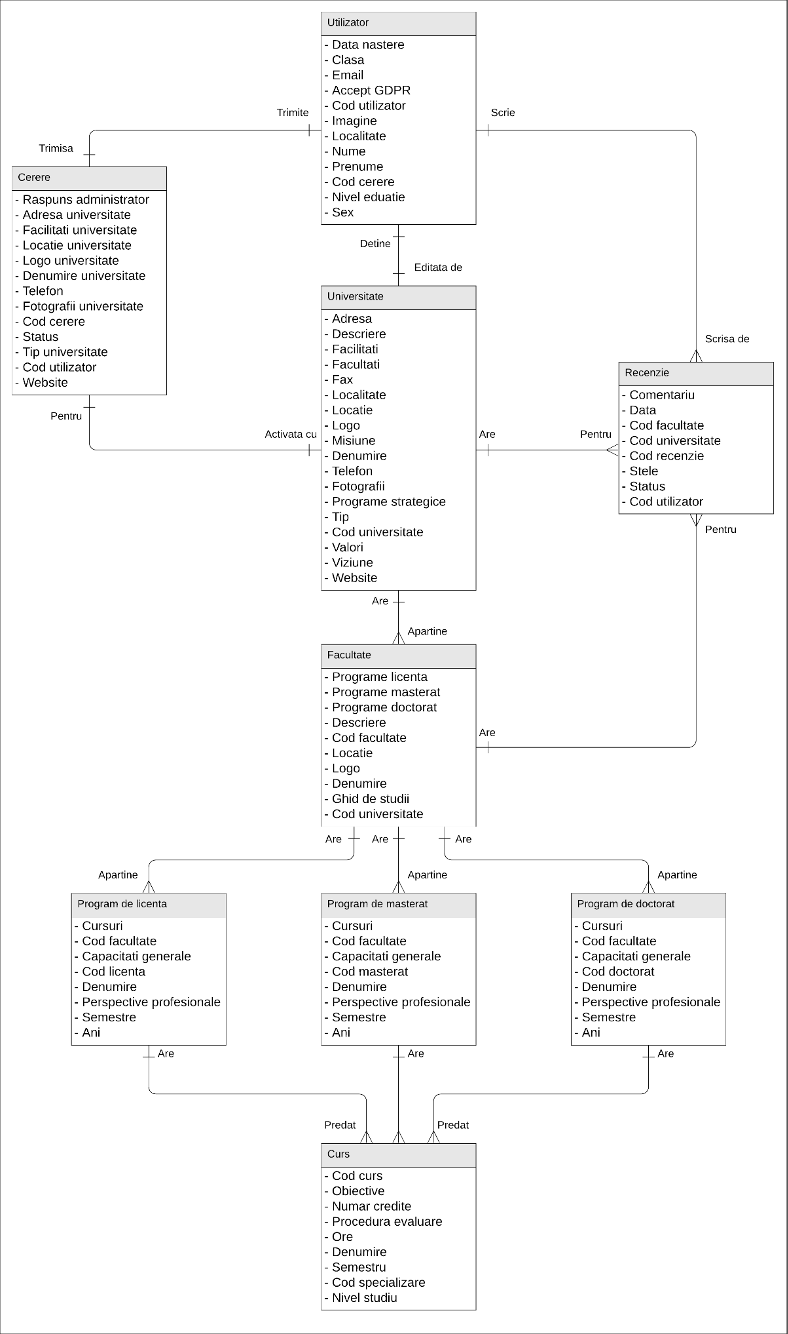 Utilizator
- Data nastere
- Clasa
- Email
- Accept GDPR
- Cod utilizator
- Imagine
- Localitate
- Nume
- Prenume
- Cod cerere
- Nivel eduatie
- Sex
Trimite
Scrie
Trimisa
Cerere
- Raspuns administrator
- Adresa universitate
- Facilitati universitate
- Locatie universitate
- Logo universitate
- Denumire universitate
- Telefon
- Fotografii universitate
- Cod cerere
- Status
- Tip universitate
- Cod utilizator
- Website
Detine
Editata de
Universitate
- Adresa
- Descriere
- Facilitati
- Facultati
- Fax
- Localitate
- Locatie
- Logo
- Misiune
- Denumire
- Telefon
- Fotografii
- Programe strategice
- Tip
- Cod universitate
- Valori
- Viziune
- Website
Scrisa de
Recenzie
- Comentariu
- Data
- Cod facultate
- Cod universitate
- Cod recenzie
- Stele
- Status
- Cod utilizator
Pentru
Activata cu
Are
Pentru
Pentru
Are
Apartine
Facultate
- Programe licenta
- Programe masterat
- Programe doctorat
- Descriere
- Cod facultate
- Locatie
- Logo
- Denumire
- Ghid de studii
- Cod universitate
Are
Are
Are
Are
Apartine
Apartine
Apartine
Program de licenta
- Cursuri
- Cod facultate
- Capacitati generale
- Cod licenta
- Denumire
- Perspective profesionale
- Semestre
- Ani
Program de masterat
- Cursuri
- Cod facultate
- Capacitati generale
- Cod masterat
- Denumire
- Perspective profesionale
- Semestre
- Ani
Program de doctorat
- Cursuri
- Cod facultate
- Capacitati generale
- Cod doctorat
- Denumire
- Perspective profesionale
- Semestre
- Ani
Are
Are
Are
Predat
Predat
Curs
- Cod curs
- Obiective
- Numar credite
- Procedura evaluare
- Ore
- Denumire
- Semestru
- Cod specializare
- Nivel studiu